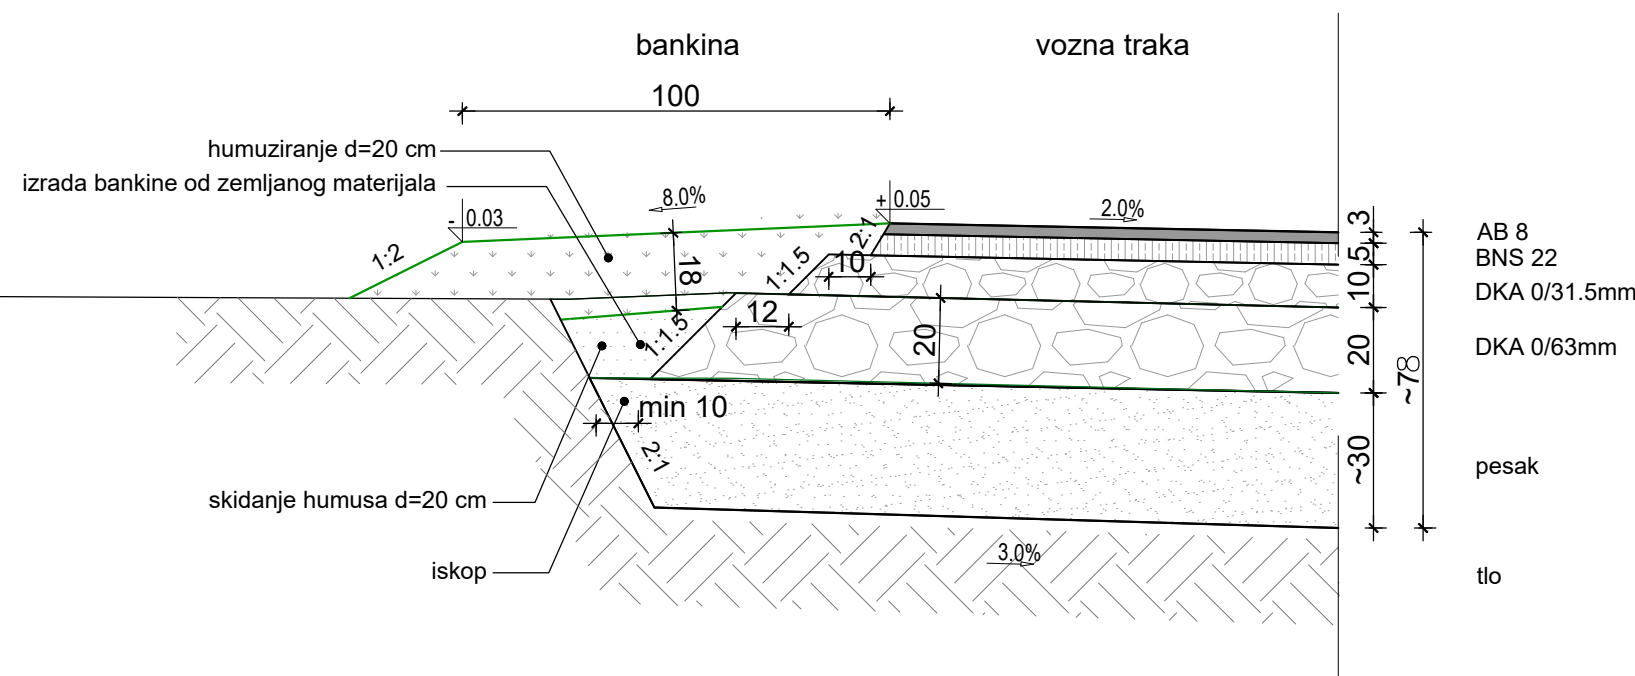 bankina
vozna traka
100
humuziranje d=20 cm
izrada bankine od zemljanog materijala
8.0%
- 0.03
+ 0.05
2.0%
1:2
2:1
1:1.5
10
18
12
1:1.5
20
min 10
2:1
skidanje humusa d=20 cm
iskop
3.0%
3
5
10
20
~30
~78
AB 8
BNS 22
DKA 0/31.5mm
DKA 0/63mm
pesak
tlo